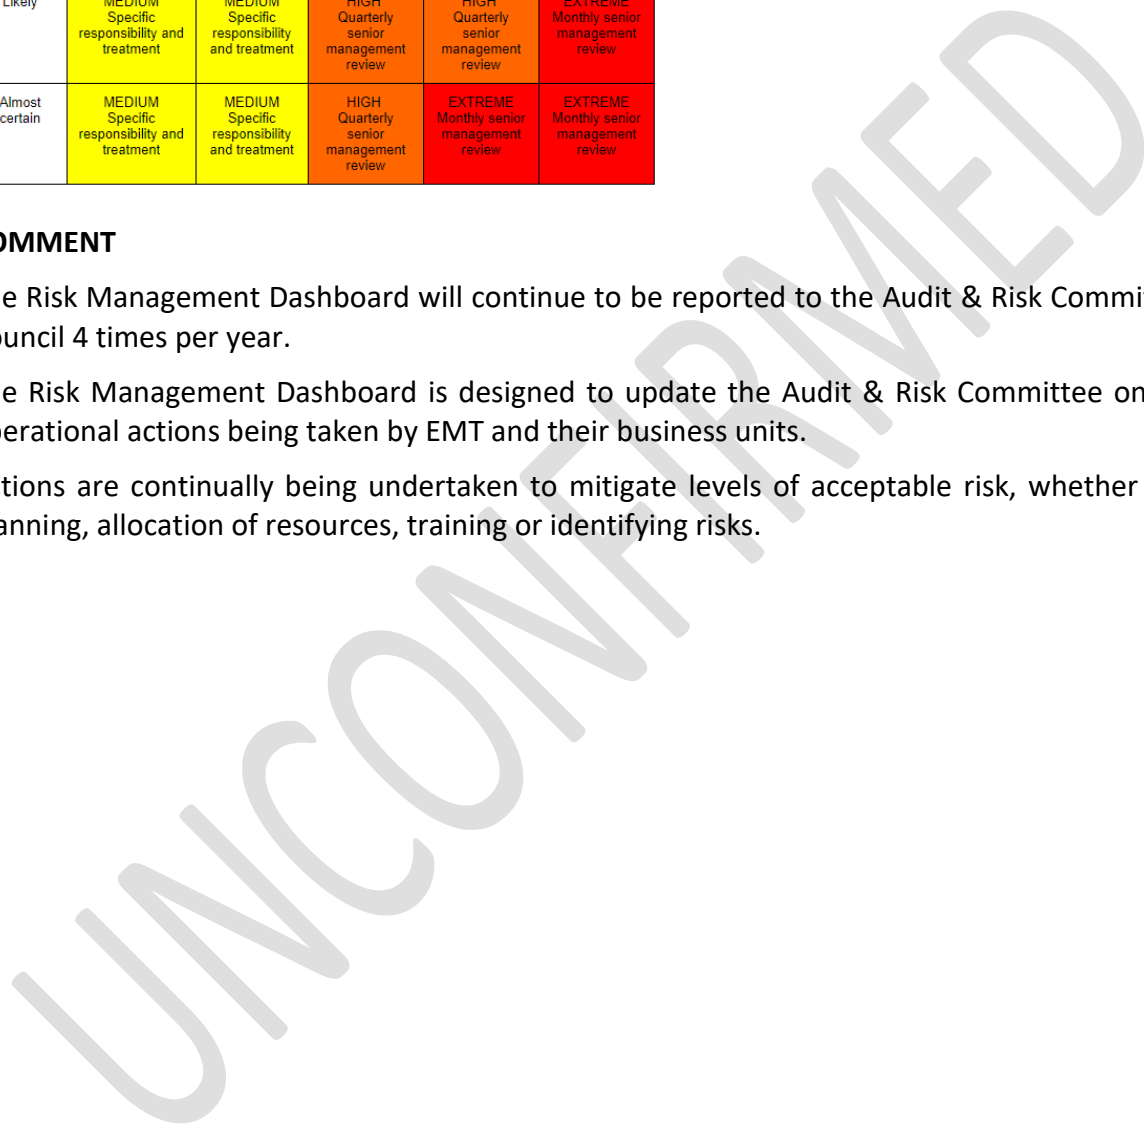 Likely MEDIUM MEDIUM HIGH HIGH EXTREME
Specific Specific Quarterly Quarterly Monthly senior
responsibility and responsibility senior senior management
treatment and treatment management management review
review review
Almost MEDIUM MEDIUM HIGH EXTREME EXTREME
certain Specific Specific Quarterly Monthly senior Monthly senior
responsibility and responsibility senior management management
treatment and treatment management review review
review
OMMENT
e Risk Management Dashboard will continue to be reported to the Audit & Risk Commi
ouncil 4 times per year.
e Risk Management Dashboard is designed to update the Audit & Risk Committee on
perational actions being taken by EMT and their business units.
tions are continually being undertaken to mitigate levels of acceptable risk, whether
anning, allocation of resources, training or identifying risks.
UNCONFIRMED